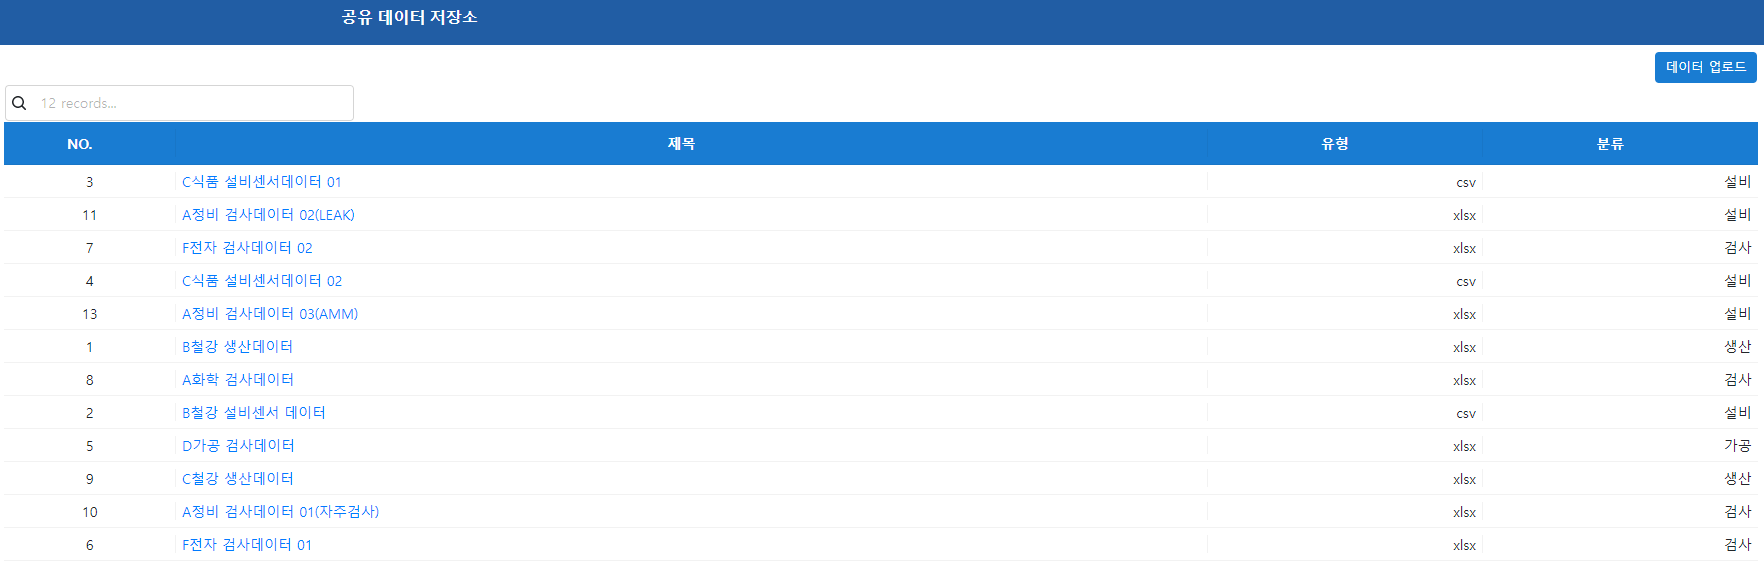 공유 데이터 저장소
데이터 업로드
12 records...
NO. 제목 유형 분류
3 C식품 설비센서데이터 01 csv 설비
11 A정비 검사데이터 02(LEAK) xlsx 설비
7 F전자 검사데이터 02 xlsx 검사
4 C식품 설비센서데이터 02 csv 설비
13 A정비 검사데이터 03(AMM) xlsx 설비
1 B철강 생산데이터 xlsx 생산
8 A화학 검사데이터 xlsx 검사
2 B철강 설비센서 데이터 csv 설비
5 D가공 검사데이터 xlsx 가공
9 C철강 생산데이터 xlsx 생산
10 A정비 검사데이터 01(자주검사) xlsx 검사
6 F전자 검사데이터 01 xlsx 검사